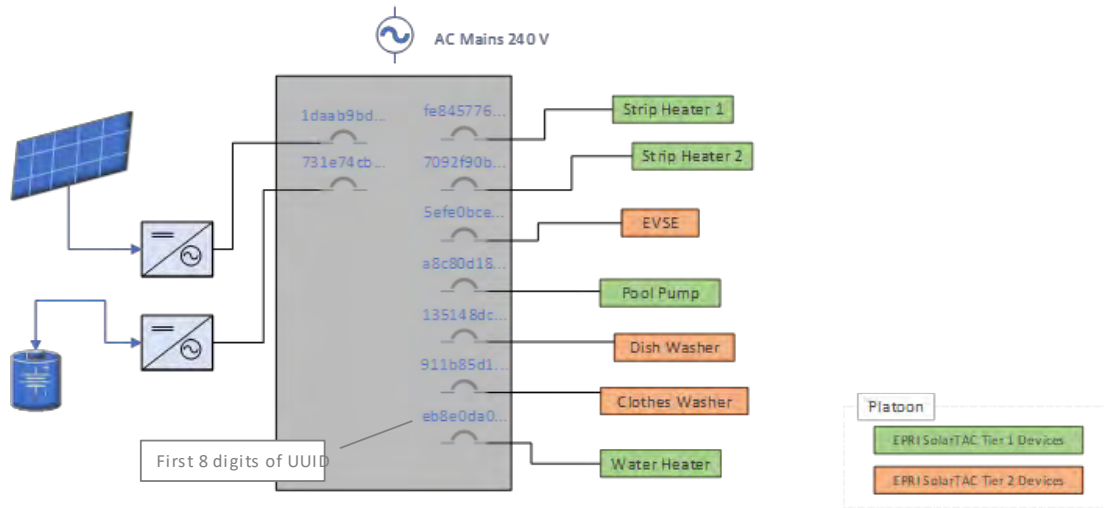 AC Mains 240 V
1daab9bd...
731e74cb...
fe845776...
7092f90b...
5efe0bce...
a8c80d18...
135148dc...
911b85d1...
eb8e0da0...
Strip Heater 1
Strip Heater 2
EVSE
Pool Pump
Dish Washer
Clothes Washer
Water Heater
First 8 digits of UUID
Platoon
EPRI SolarTAC Tier 1 Devices
EPRI SolarTAC Tier 2 Devices